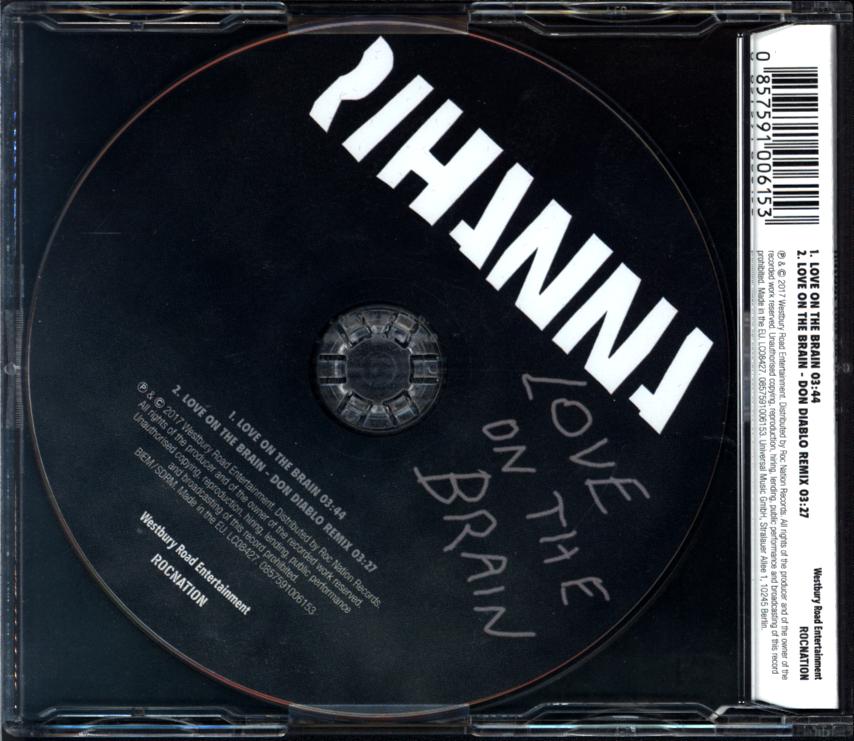 RIHANNA
LOVE
ON THE
BRAIN
1. LOVE ON THE BRAIN 03:44
2. LOVE ON THE BRAIN - DON DIABLO REMIX 03:27
℗ & © 2017 Westbury Road Entertainment. Distributed by Roc Nation Records.
All rights of the producer and of the owner of the recorded work reserved.
Unauthorised copying, reproduction, hiring, lending, public performance
and broadcasting of this record prohibited.
BIEM/SDRM. Made in the EU. LC08427. 0857591006153.
Westbury Road Entertainment
ROCNATION
0 857591 006153
1. LOVE ON THE BRAIN 03:44
2. LOVE ON THE BRAIN - DON DIABLO REMIX 03:27
℗ & © 2017 Westbury Road Entertainment. Distributed by Roc Nation Records. All rights of the producer and of the owner of the
recorded work reserved. Unauthorised copying, reproduction, hiring, lending, public performance and broadcasting of this record
prohibited. Made in the EU. LC08427. 0857591006153. Universal Music GmbH, Stralauer Allee 1, 10245 Berlin.
Westbury Road Entertainment
ROCNATION